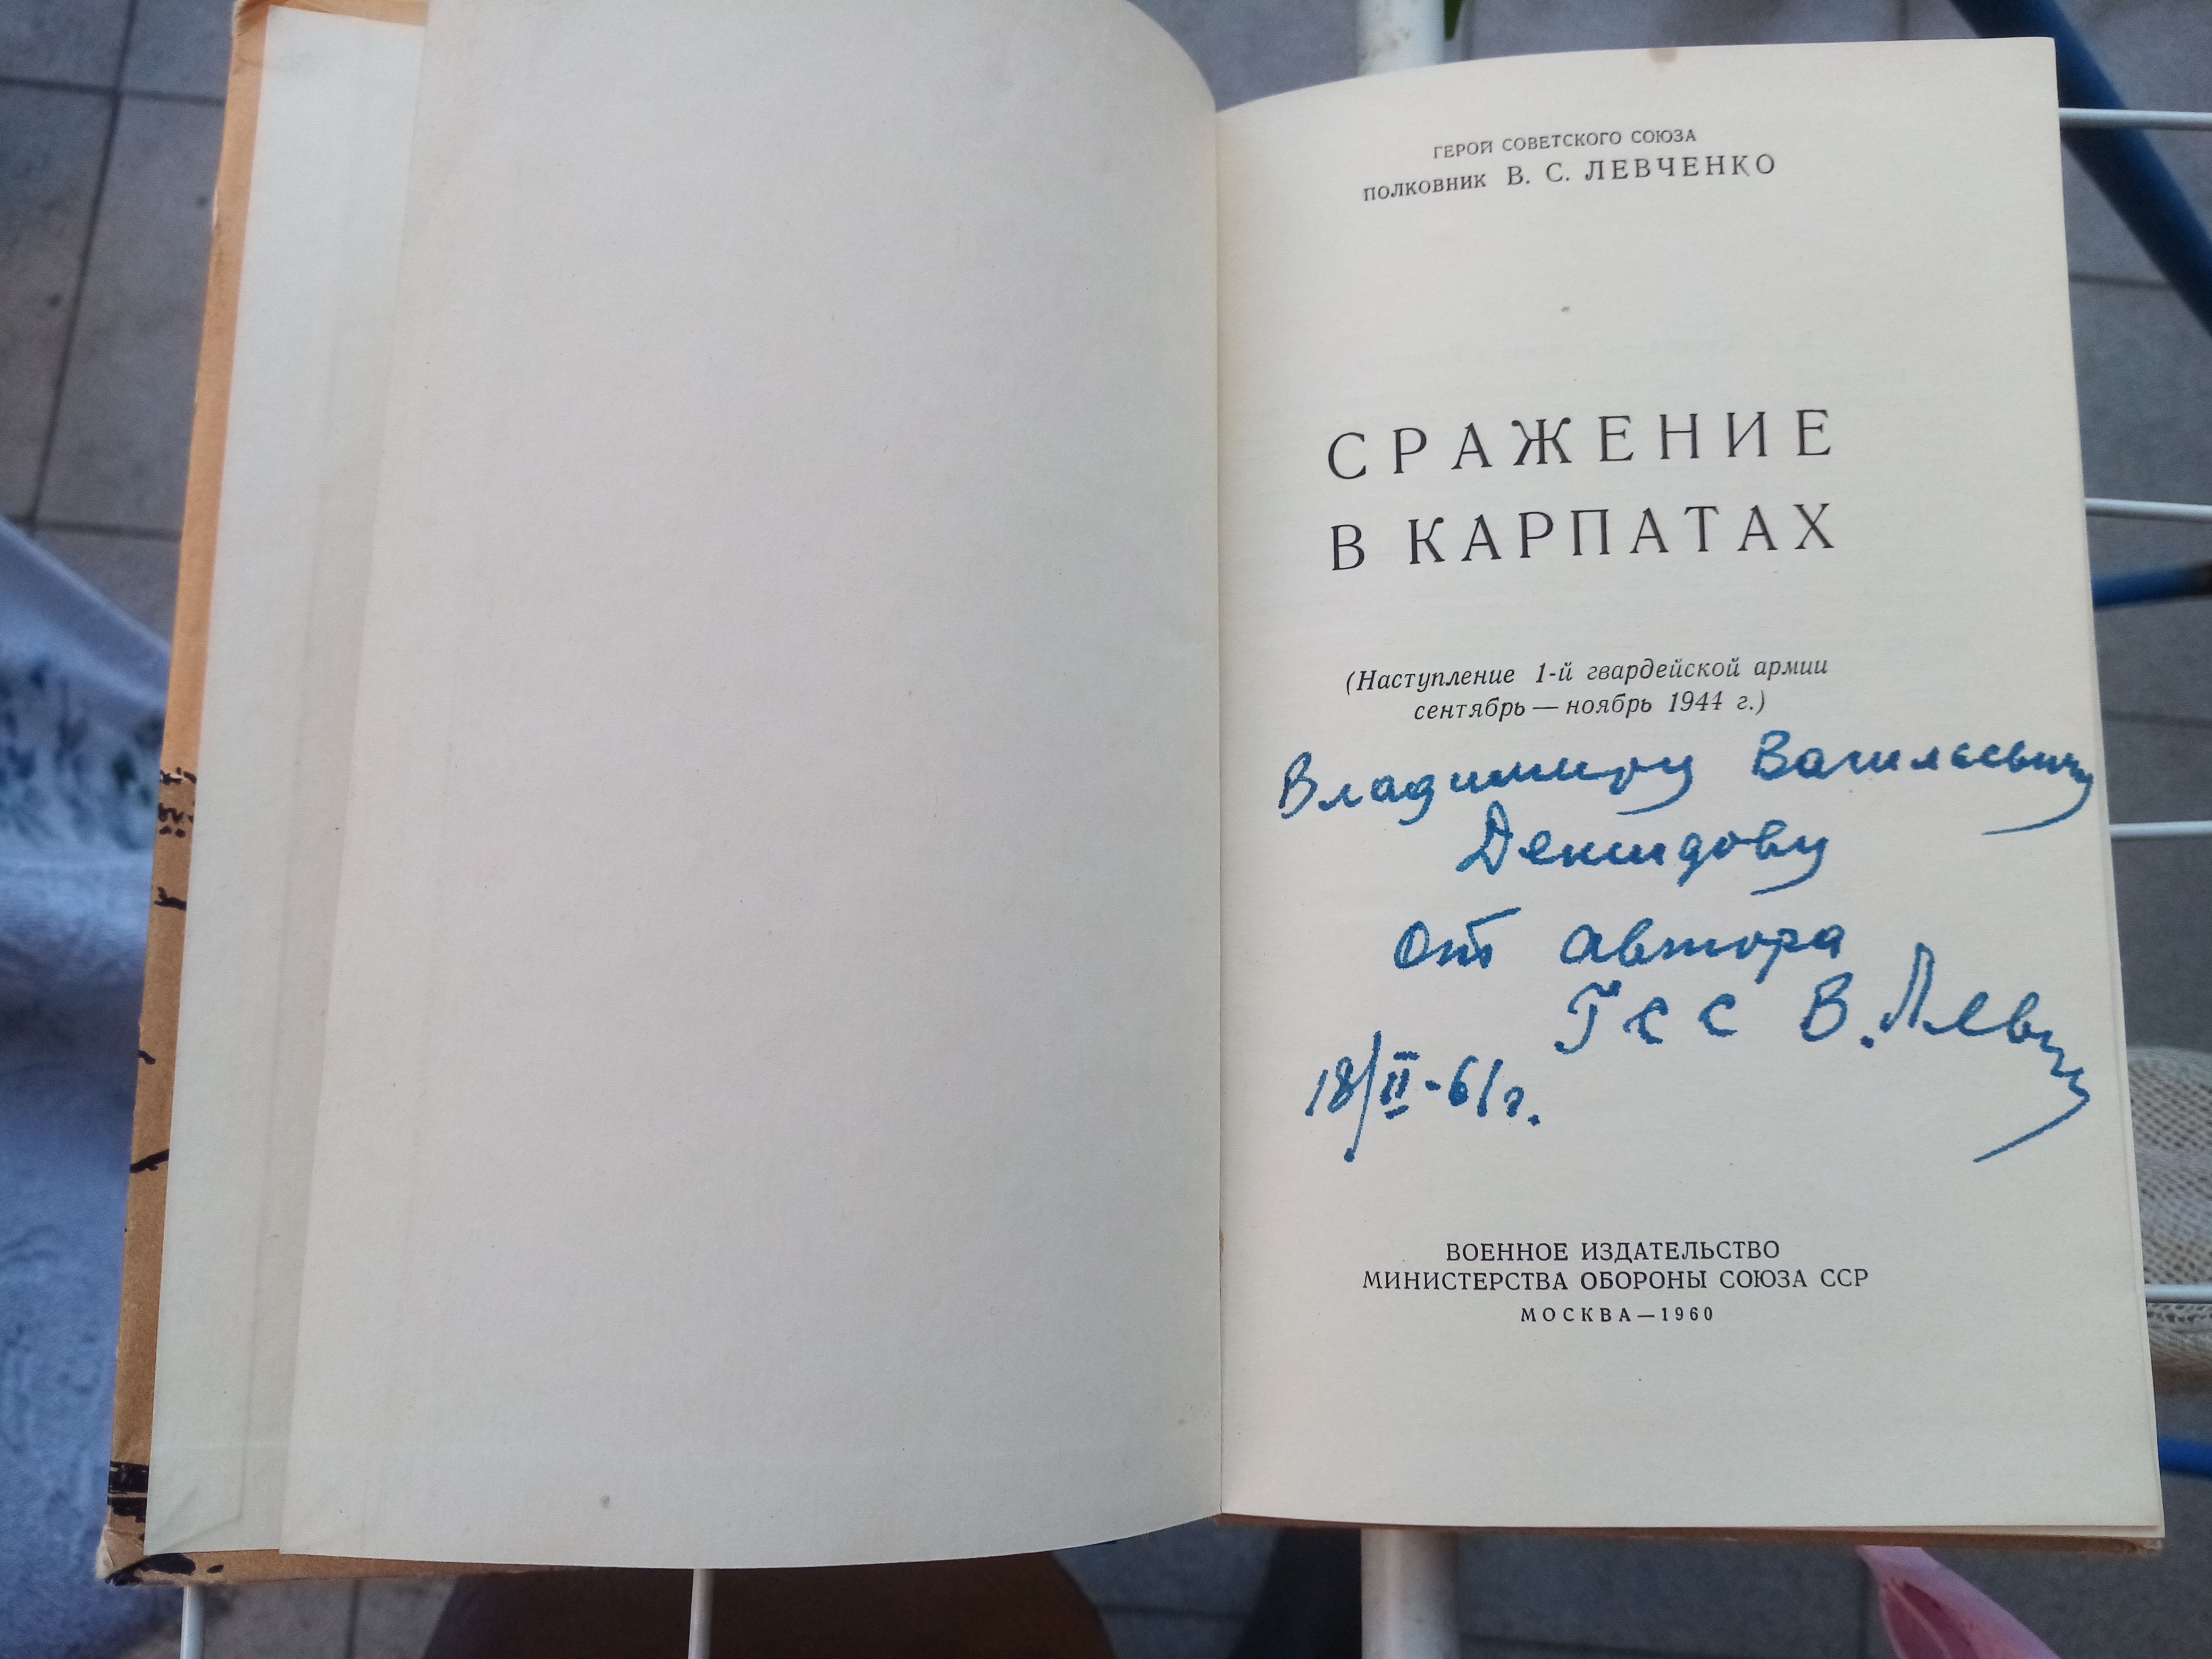 ГЕРОЙ СОВЕТСКОГО СОЮЗА
ПОЛКОВНИК В. С. ЛЕВЧЕНКО
СРАЖЕНИЕ
В КАРПАТАХ
(Наступление 1-й гвардейской армии
сентябрь — ноябрь 1944 г.)
Владимиру Васильевичу
Демидову
от автора
ГСС В. Левч
18/II-61г.
ВОЕННОЕ ИЗДАТЕЛЬСТВО
МИНИСТЕРСТВА ОБОРОНЫ СОЮЗА ССР
МОСКВА — 1960